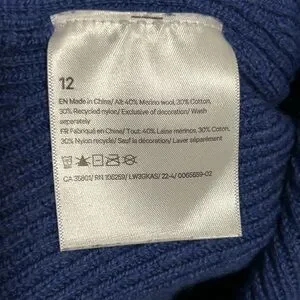 12
EN Made in China/ All: 40% Merino wool, 30% Cotton,
30% Recycled nylon/ Exclusive of decoration/ Wash
separately
FR Fabriqué en Chine/ Tout: 40% Laine merinos, 30% Coton,
30% Nylon recyclé/ Sauf la décoration/ Laver séparément
CA 35801/ RN 106259/ LW3GKAS/ 22-4/ 0065659-02